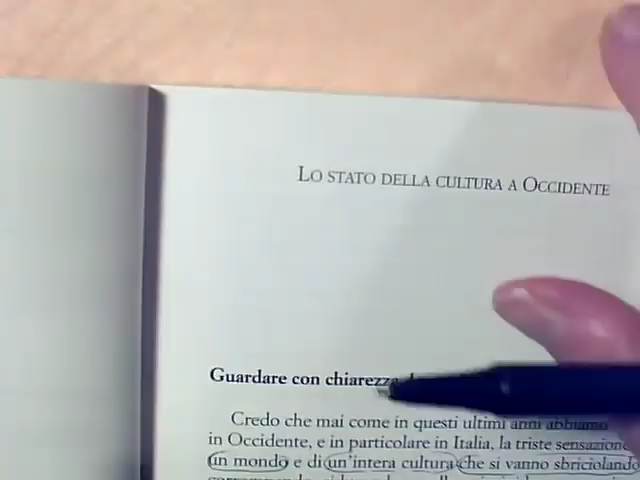 Lo stato della cultura a Occidente
Guardare con chiarezza
Credo che mai come in questi ultimi anni abbiamo
in Occidente, e in particolare in Italia, la triste sensazione
in mondo e di un'intera cultura che si vanno sbriciolando